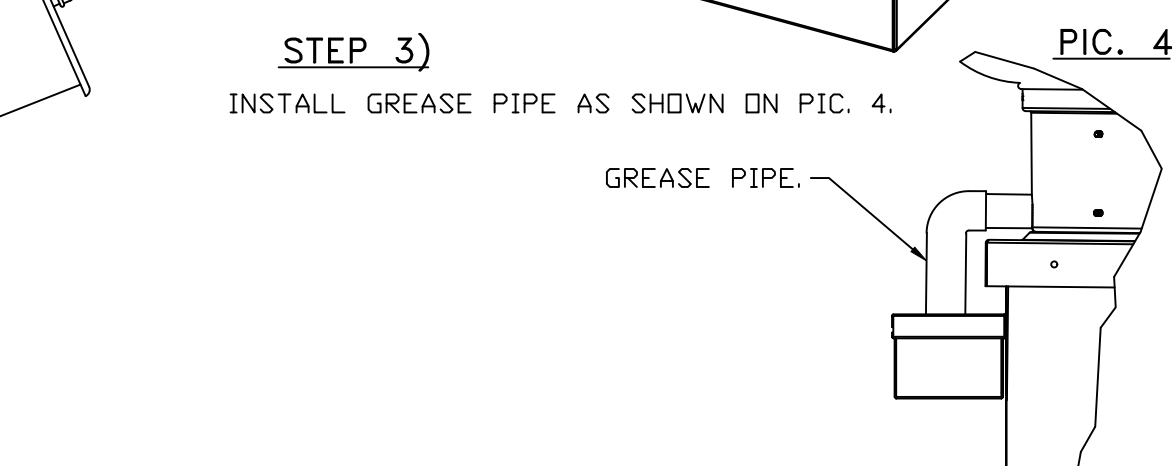 STEP 3)
PIC. 4
INSTALL GREASE PIPE AS SHOWN ON PIC. 4.
GREASE PIPE.